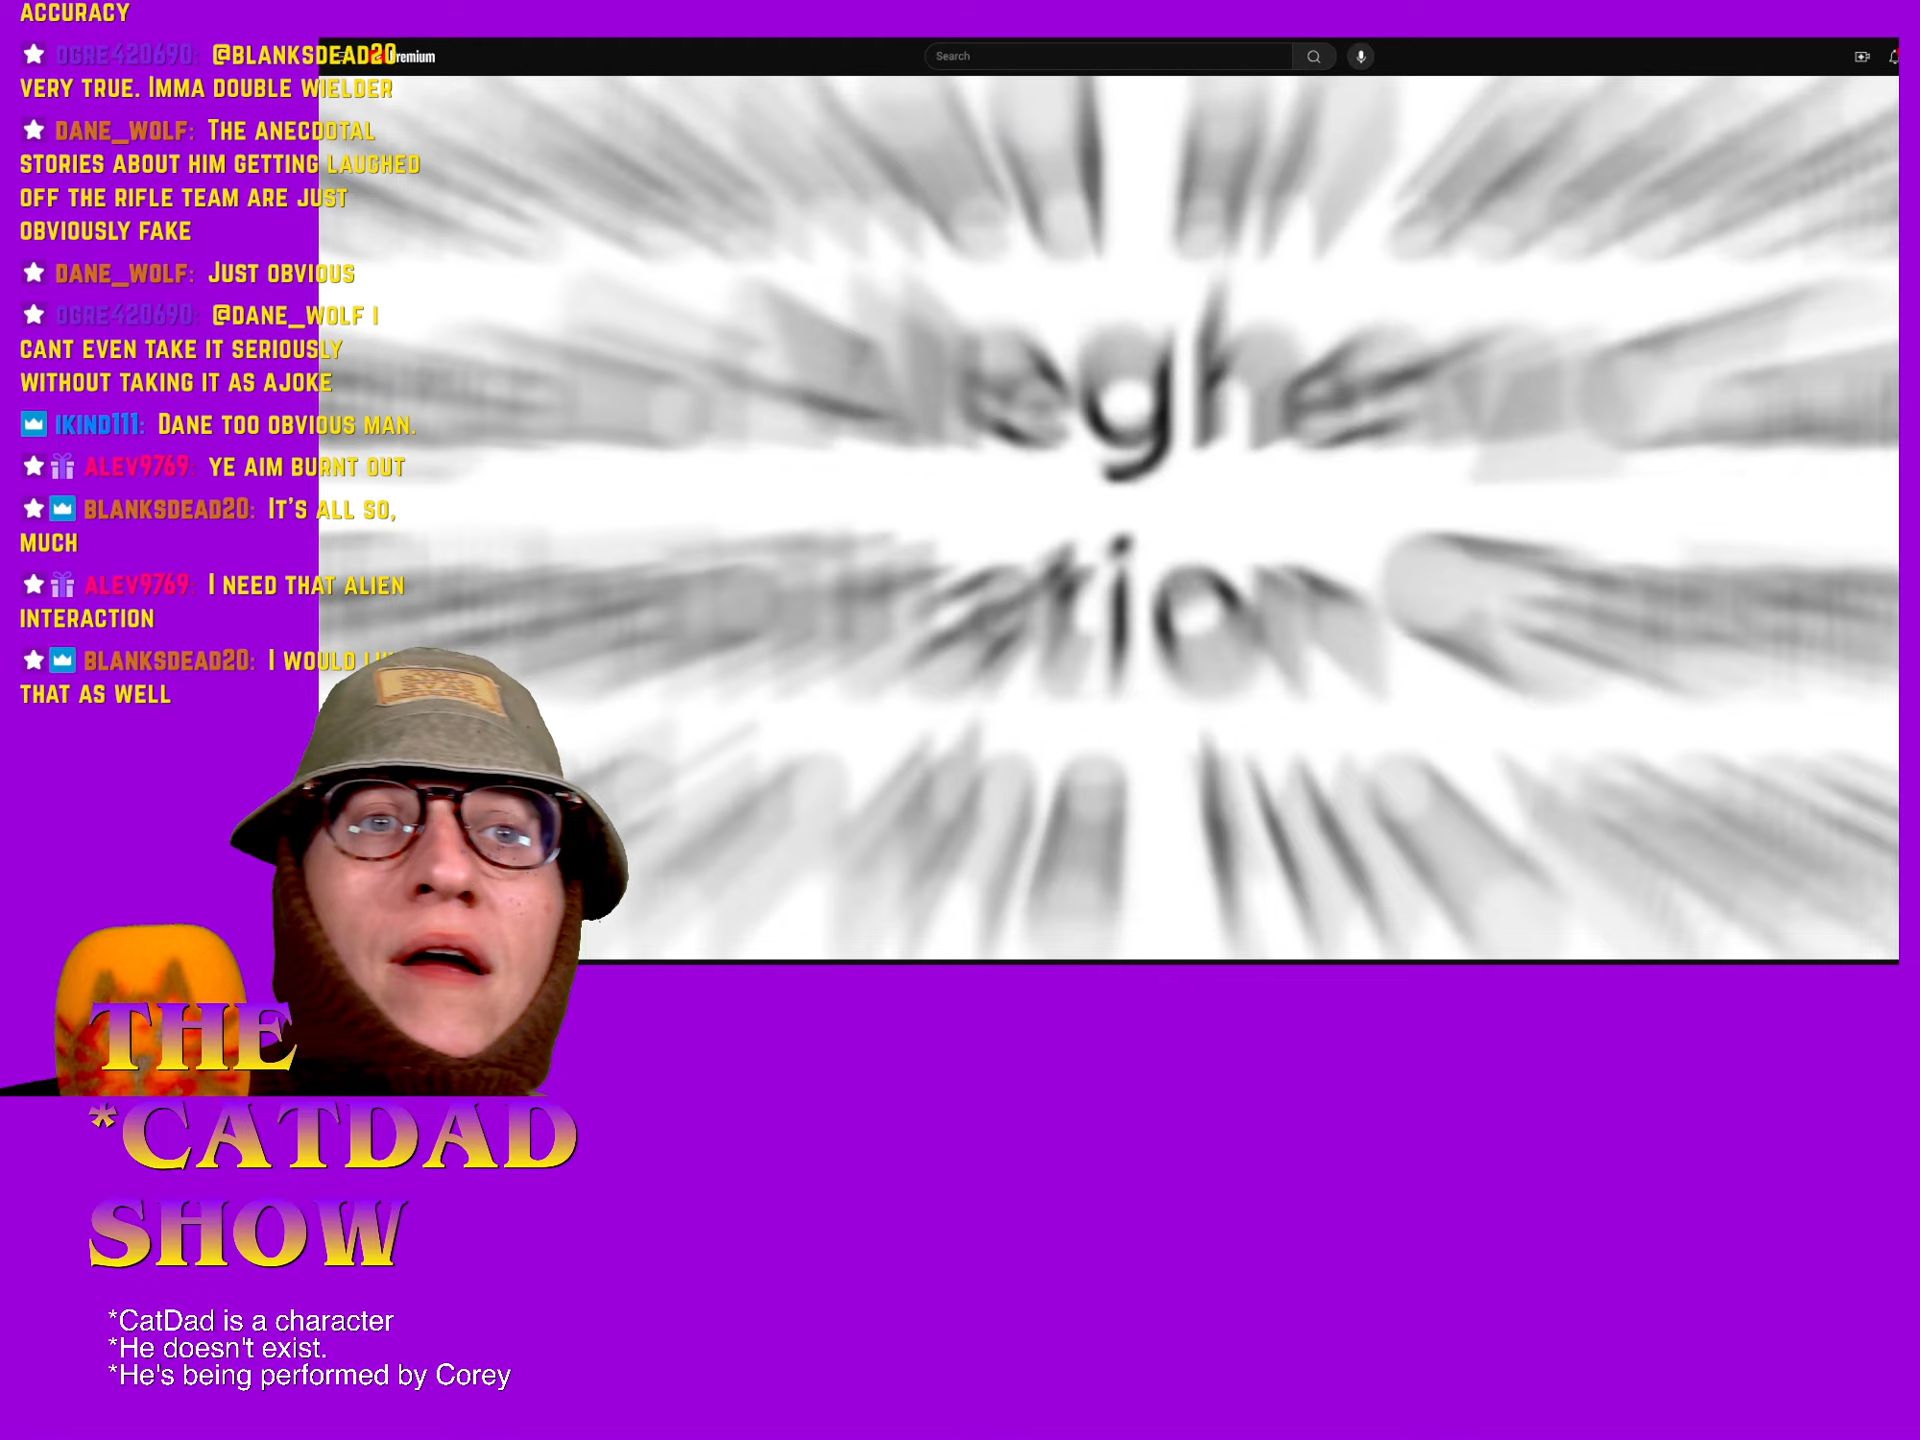 ACCURACY
OGRE420690: @BLANKSDEAD20
VERY TRUE. IMMA DOUBLE WIELDER
DANE_WOLF: THE ANECDOTAL
STORIES ABOUT HIM GETTING LAUGHED
OFF THE RIFLE TEAM ARE JUST
OBVIOUSLY FAKE
DANE_WOLF: JUST OBVIOUS
OGRE420690: @DANE_WOLF I
CANT EVEN TAKE IT SERIOUSLY
WITHOUT TAKING IT AS AJOKE
IKIND111: DANE TOO OBVIOUS MAN.
ALEV9769: YE AIM BURNT OUT
BLANKSDEAD20: IT'S ALL SO,
MUCH
ALEV9769: I NEED THAT ALIEN
INTERACTION
BLANKSDEAD20: I WOULD
THAT AS WELL
Premium
Search
THE
*CATDAD
SHOW
*CatDad is a character
*He doesn't exist.
*He's being performed by Corey